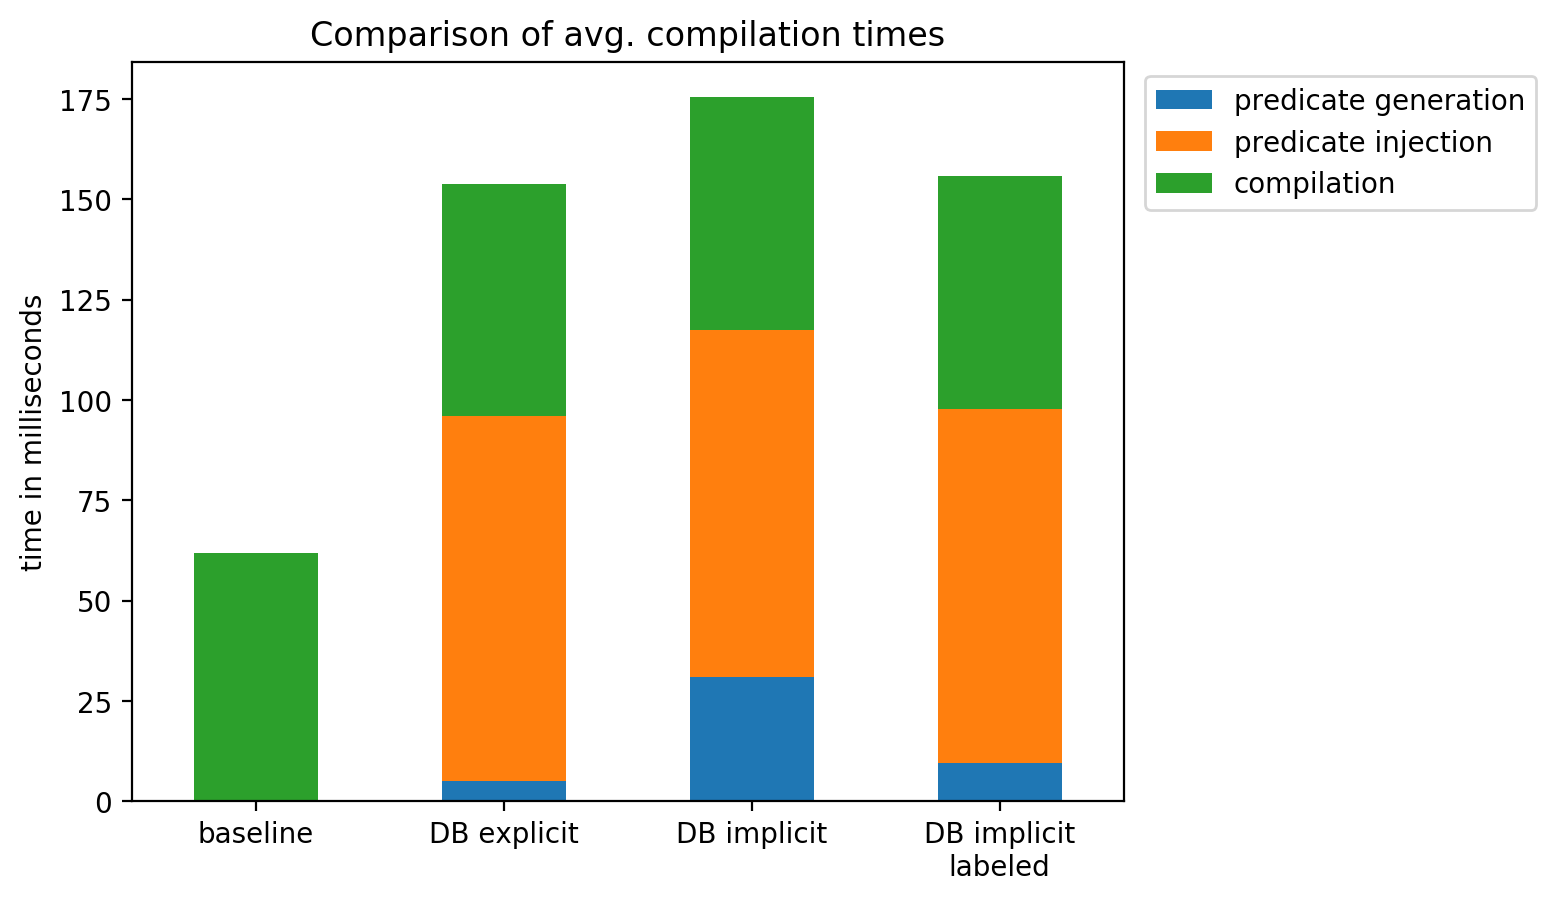 Comparison of avg. compilation times
time in milliseconds
175
150
125
100
75
50
25
0
baseline
DB explicit
DB implicit
DB implicit
labeled
predicate generation
predicate injection
compilation